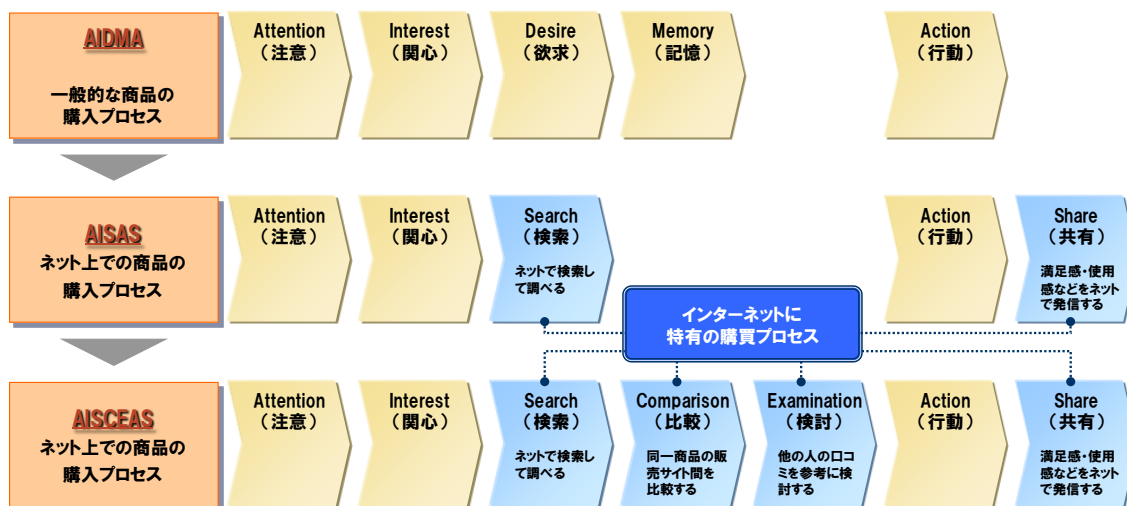 AIDMA
一般的な商品の
購入プロセス
Attention
（注意）
Interest
（関心）
Desire
（欲求）
Memory
（記憶）
Action
（行動）
AISAS
ネット上での商品の
購入プロセス
Attention
（注意）
Interest
（関心）
Search
（検索）
ネットで検索し
て調べる
Action
（行動）
Share
（共有）
満足感・使用
感などをネット
で発信する
インターネットに
特有の購買プロセス
AISCEAS
ネット上での商品の
購入プロセス
Attention
（注意）
Interest
（関心）
Search
（検索）
ネットで検索し
て調べる
Comparison
（比較）
同一商品の販
売サイト間を
比較する
Examination
（検討）
他の人の口コ
ミを参考に検
討する
Action
（行動）
Share
（共有）
満足感・使用
感などをネット
で発信する